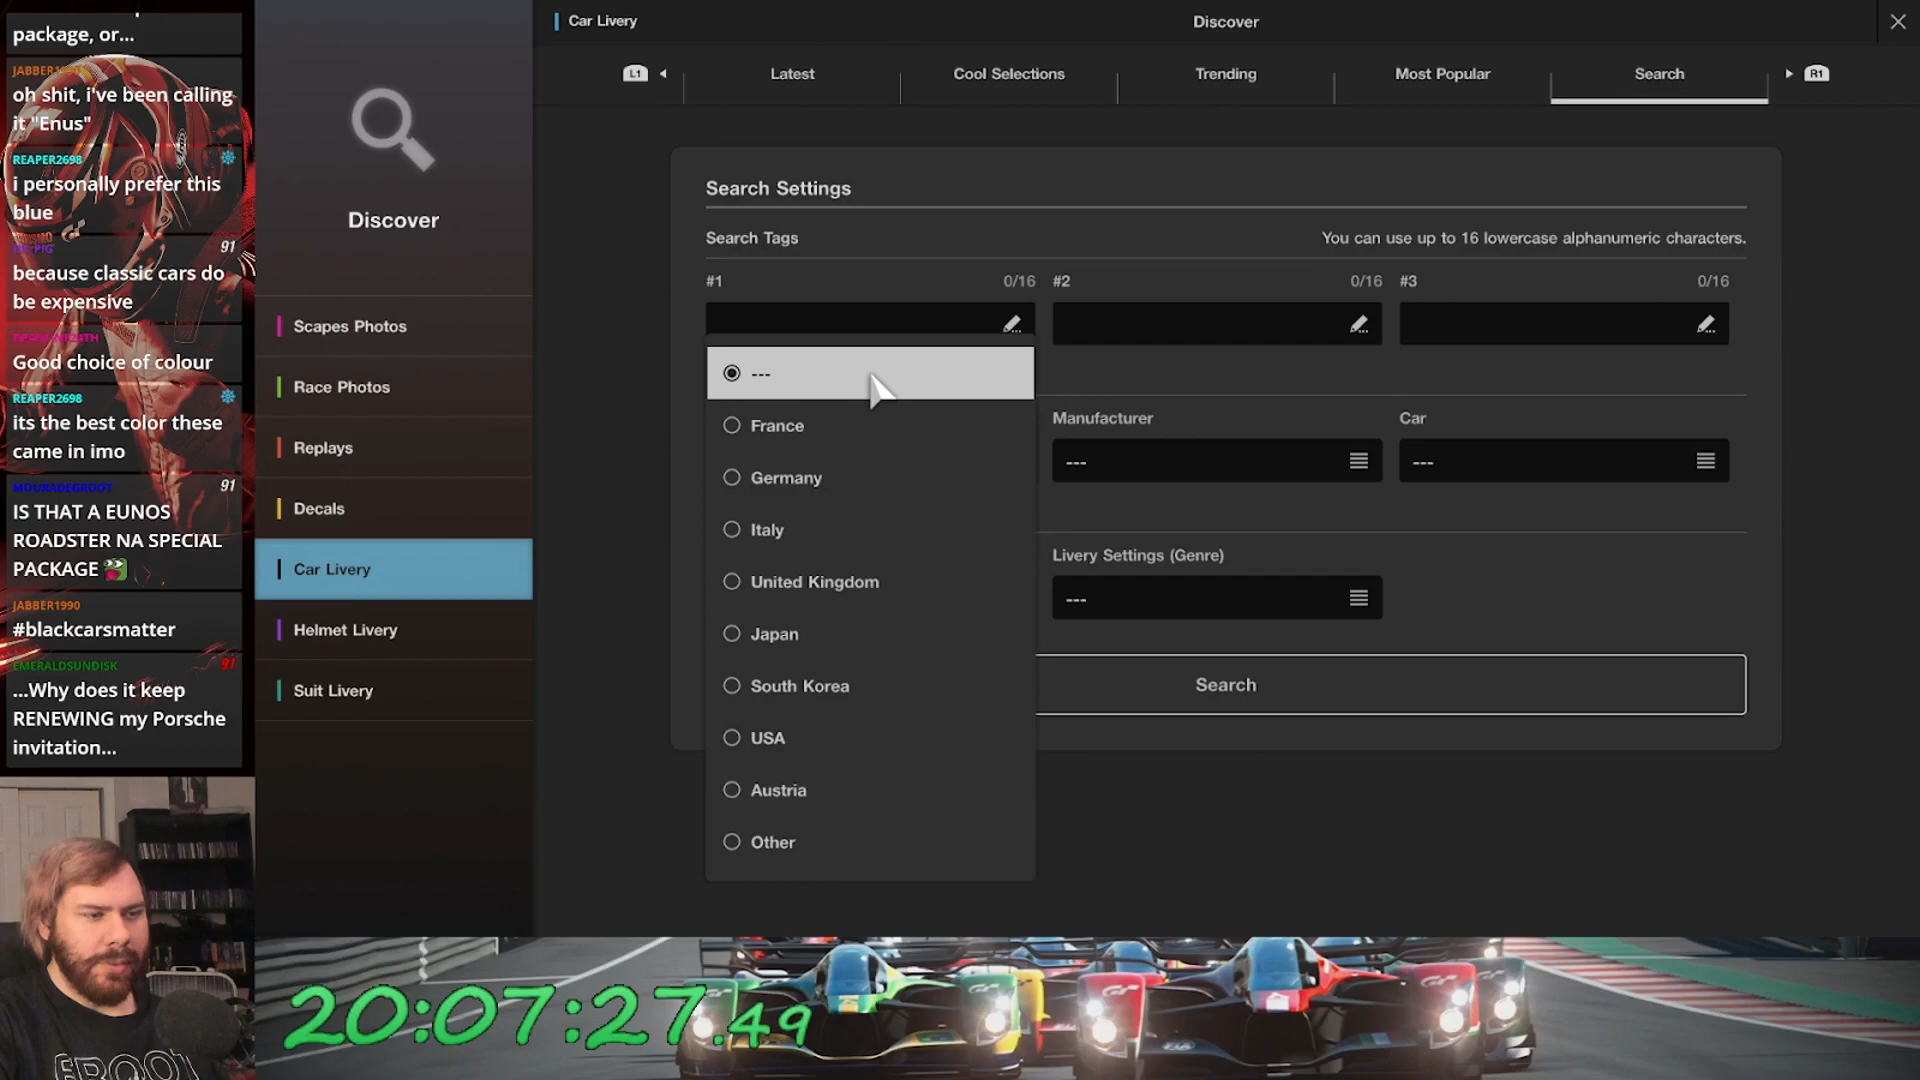 package, or...
oh shit, i've been calling
it "Enus"
REAPER2698
i personally prefer this
blue
91
because classic cars do
be expensive
Good choice of colour
REAPER2698
its the best color these
came in imo
MOURADEGROOT 91
IS THAT A EUNOS
ROADSTER NA SPECIAL
PACKAGE
JABBER1990
#blackcarsmatter
EMERALDSUNDISK 91
...Why does it keep
RENEWING my Porsche
invitation...
Discover
Scapes Photos
Race Photos
Replays
Decals
Car Livery
Helmet Livery
Suit Livery
Car Livery
Discover
L1 Latest Cool Selections Trending Most Popular Search R1
Search Settings
Search Tags You can use up to 16 lowercase alphanumeric characters.
#1 0/16 #2 0/16 #3 0/16
---
France
Germany
Italy
United Kingdom
Japan
South Korea
USA
Austria
Other
Manufacturer Car
--- ---
Livery Settings (Genre)
---
Search
20:07:27.49